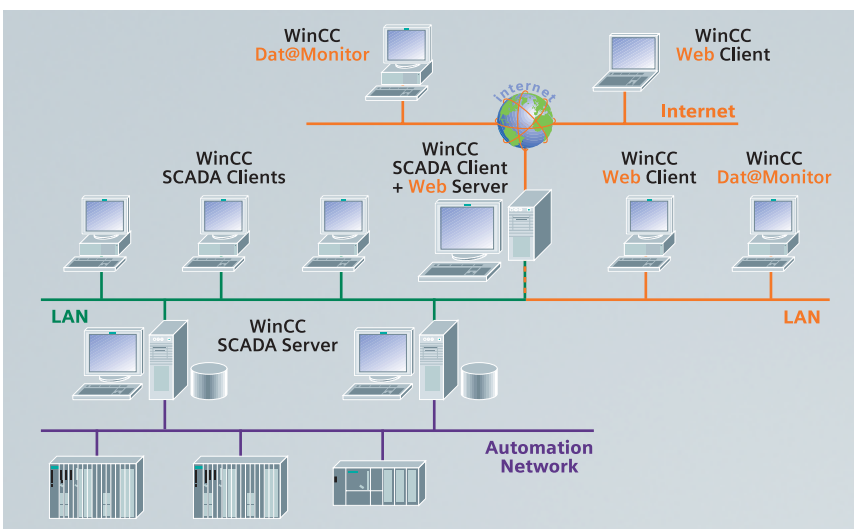 WinCC
Dat@Monitor
WinCC
Web Client
internet
Internet
WinCC
SCADA Clients
WinCC
SCADA Client
+ Web Server
WinCC
Web Client
WinCC
Dat@Monitor
LAN
LAN
WinCC
SCADA Server
Automation
Network